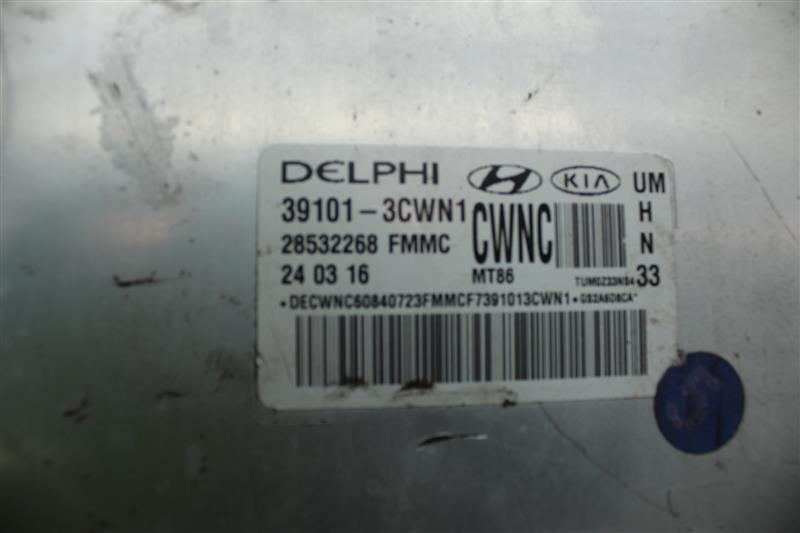 DELPHI H KIA UM
39101-3CWN1 CWNC H
28532268 FMMC N
24 03 16 MT86 33
*DECWNC60840723FMMCF7391013CWN1*